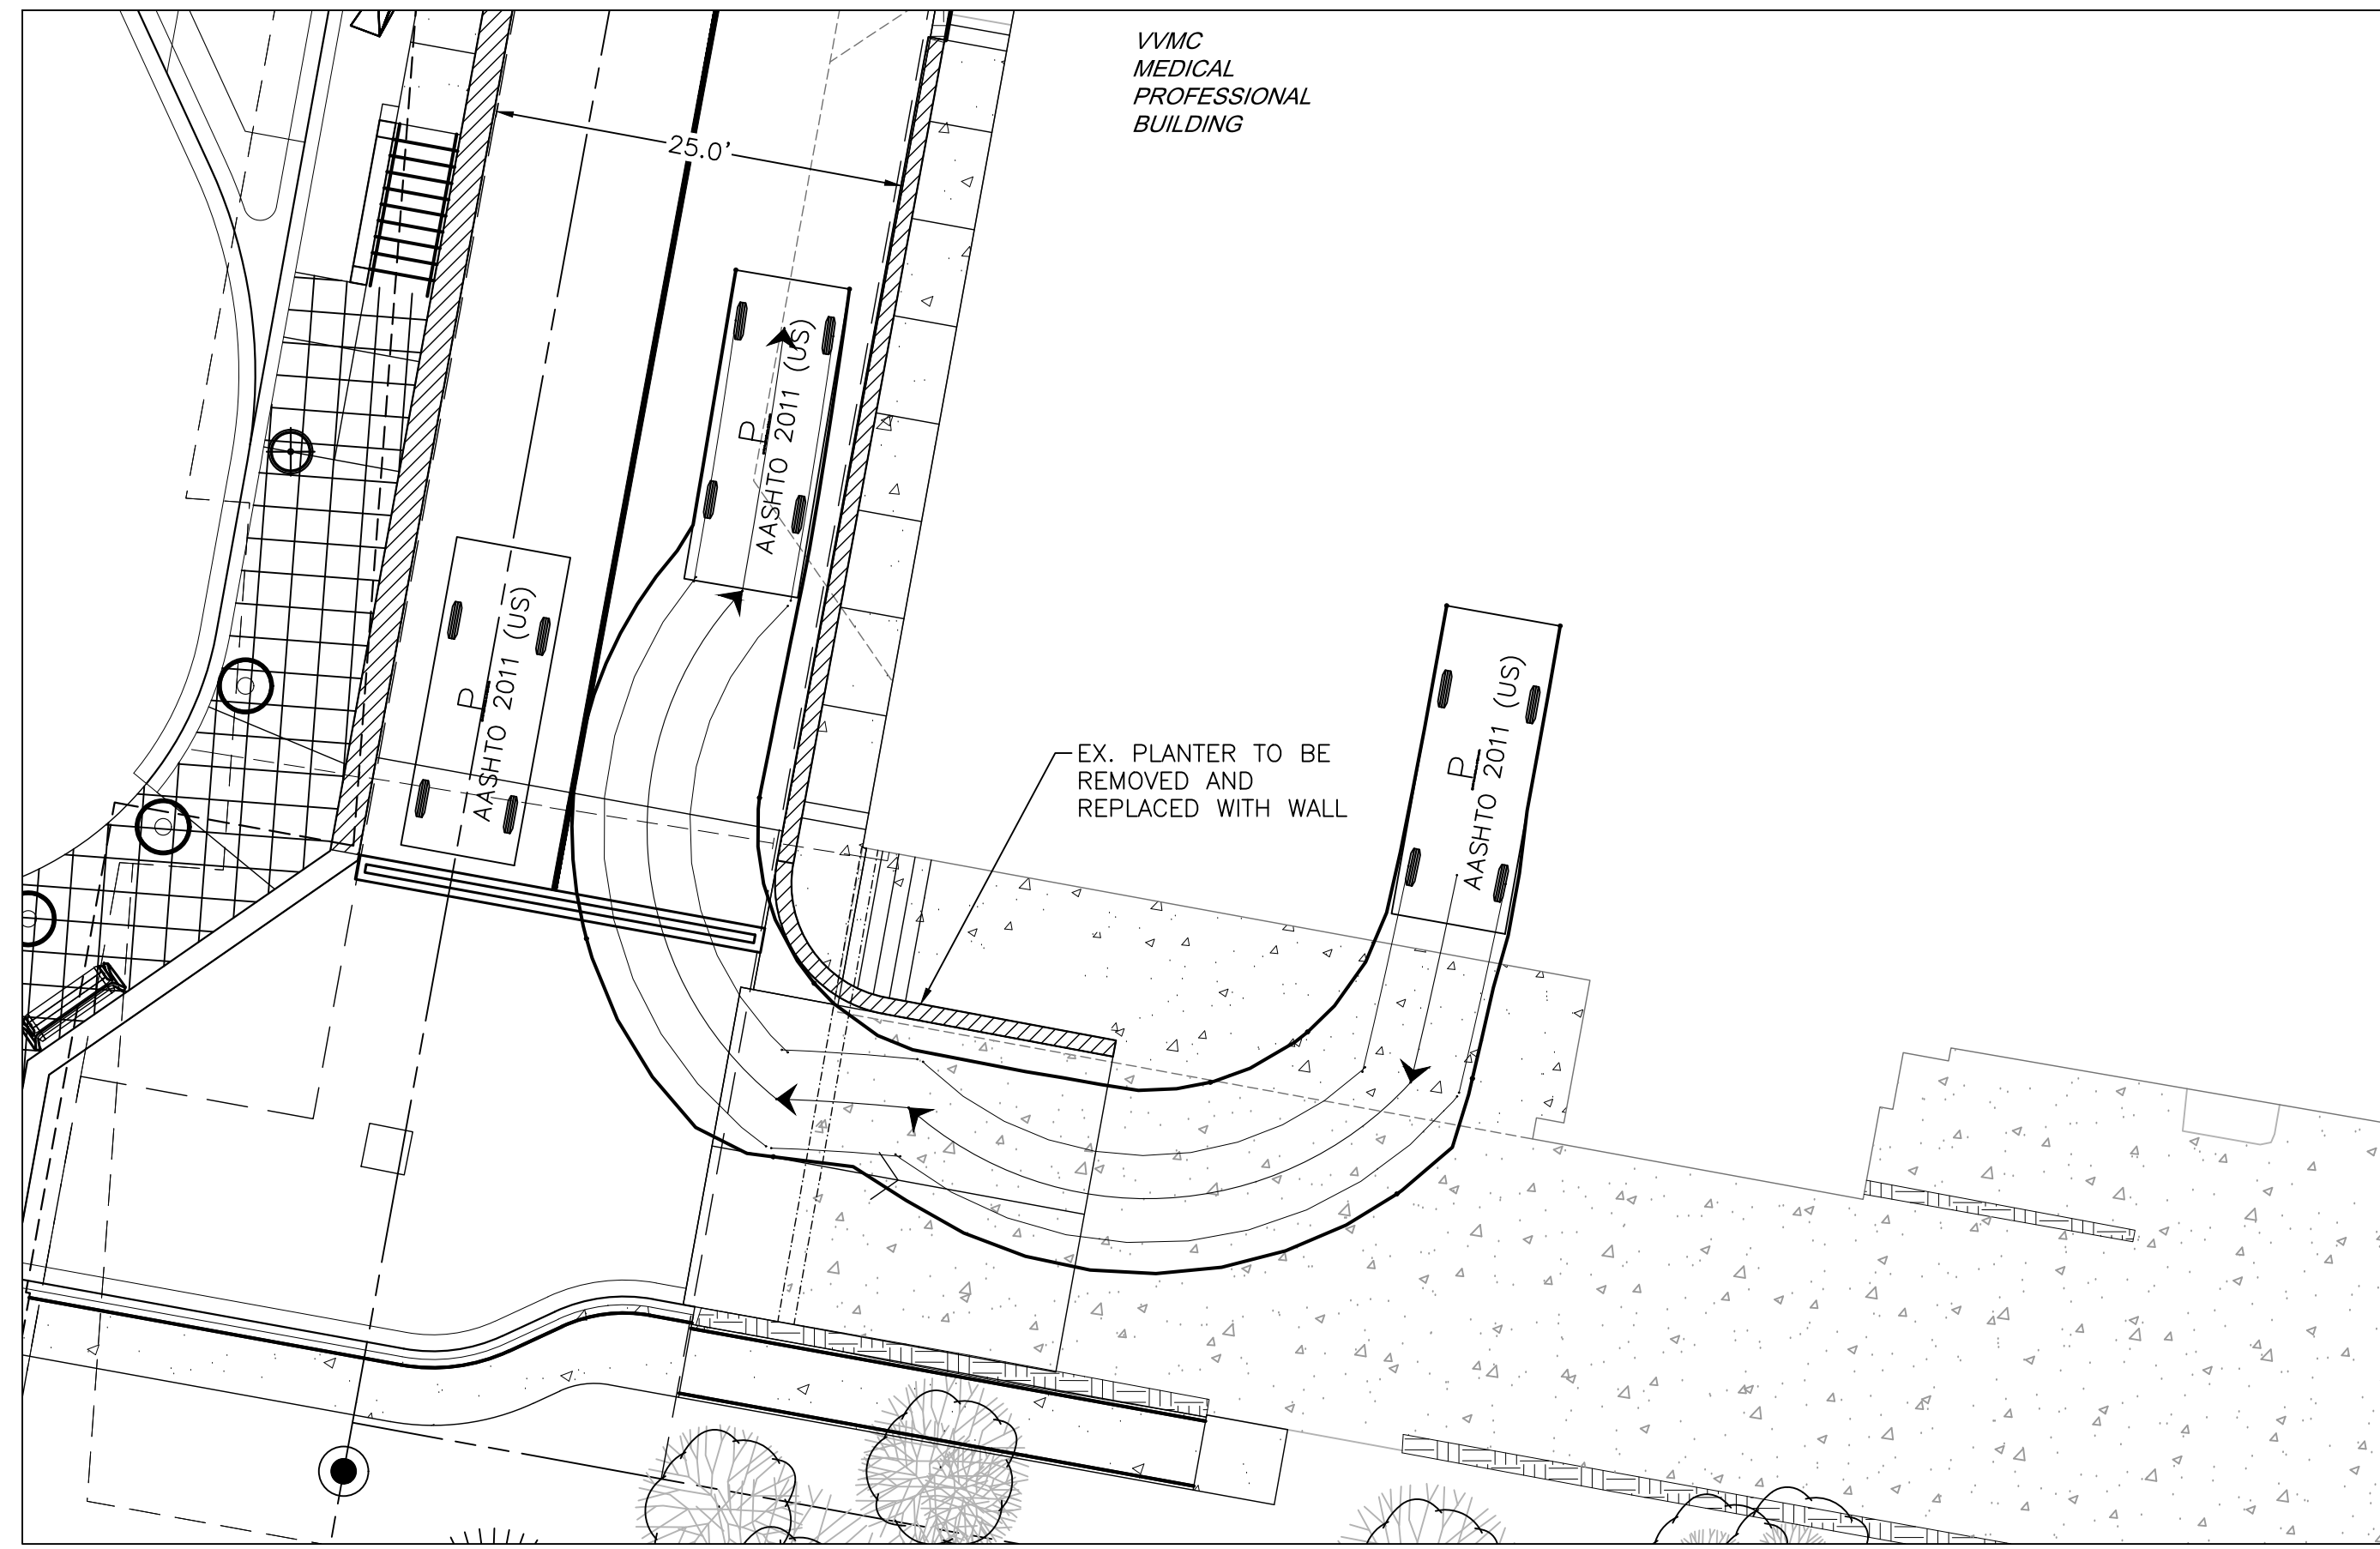 VVMC
MEDICAL
PROFESSIONAL
BUILDING
25.0'
P
AASHTO 2011 (US)
P
AASHTO 2011 (US)
P
AASHTO 2011 (US)
EX. PLANTER TO BE
REMOVED AND
REPLACED WITH WALL